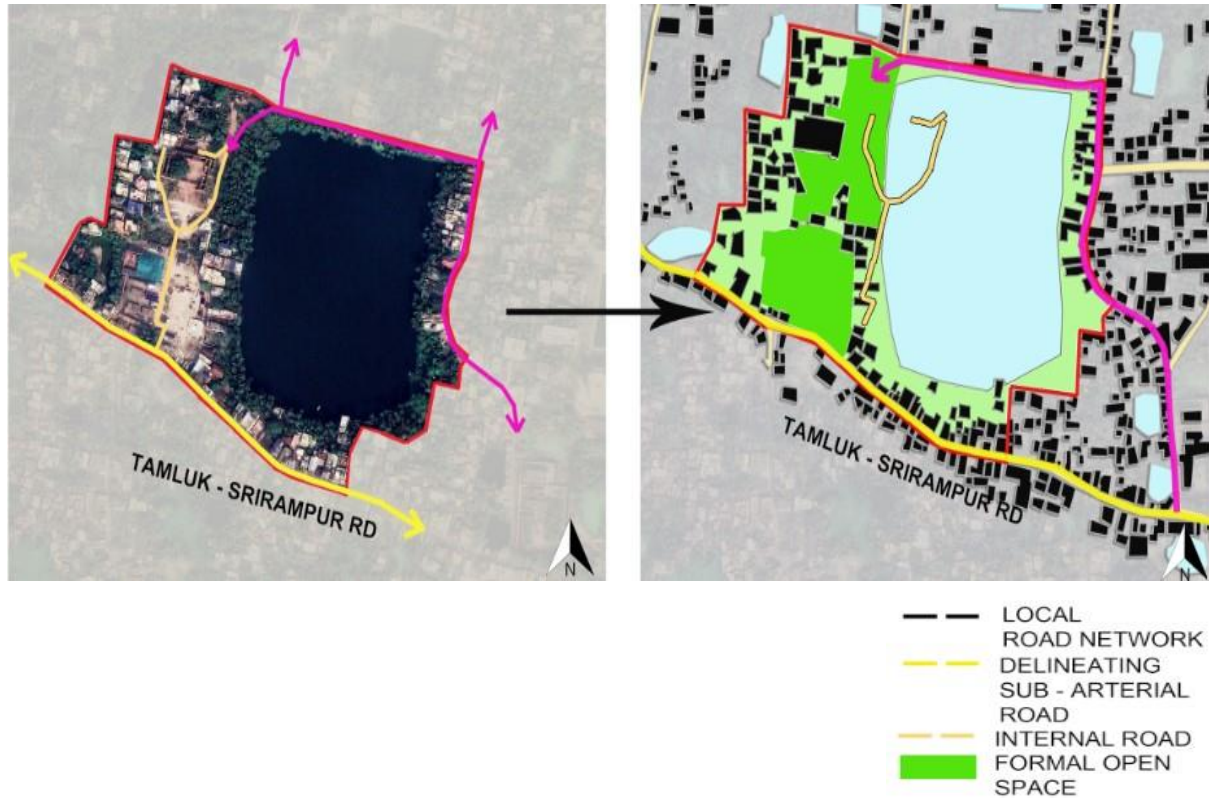 TAMLUK - SRIRAMPUR RD
N
TAMLUK - SRIRAMPUR RD
N
LOCAL
ROAD NETWORK
DELINEATING
SUB - ARTERIAL
ROAD
INTERNAL ROAD
FORMAL OPEN
SPACE